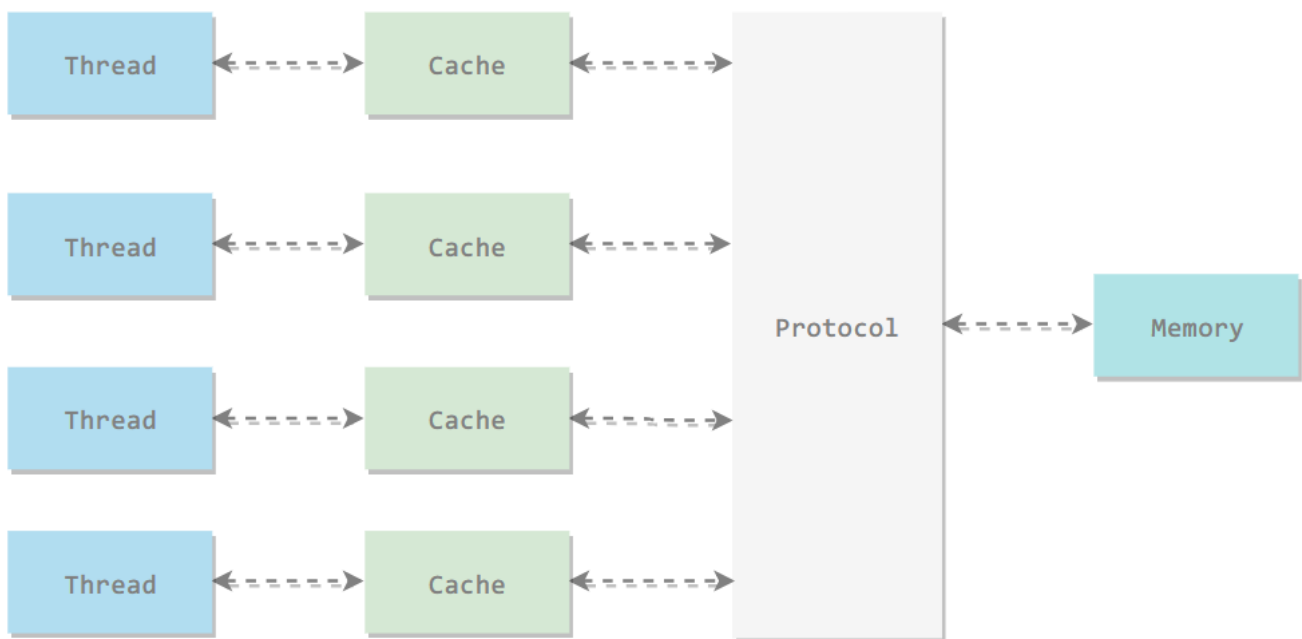 Thread
Cache
Thread
Cache
Protocol
Memory
Thread
Cache
Thread
Cache